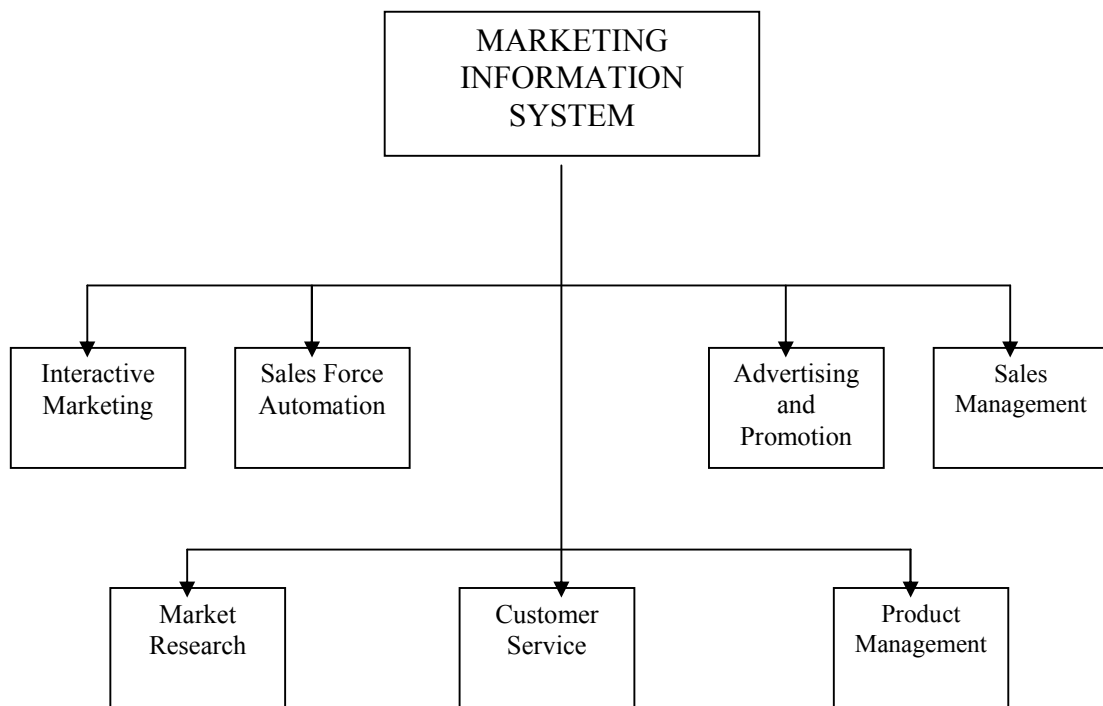 MARKETING
INFORMATION
SYSTEM
Interactive
Marketing
Sales Force
Automation
Advertising
and
Promotion
Sales
Management
Market
Research
Customer
Service
Product
Management